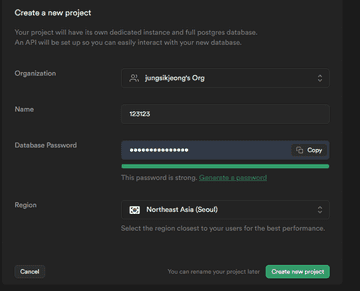 Create a new project
Your project will have its own dedicated instance and full postgres database.
An API will be set up so you can easily interact with your new database.
Organization
jungsikjeong's Org
Name
123123
Database Password
•••••••••••••••
Copy
This password is strong. Generate a password
Region
Northeast Asia (Seoul)
Select the region closest to your users for the best performance.
Cancel
You can rename your project later
Create new project